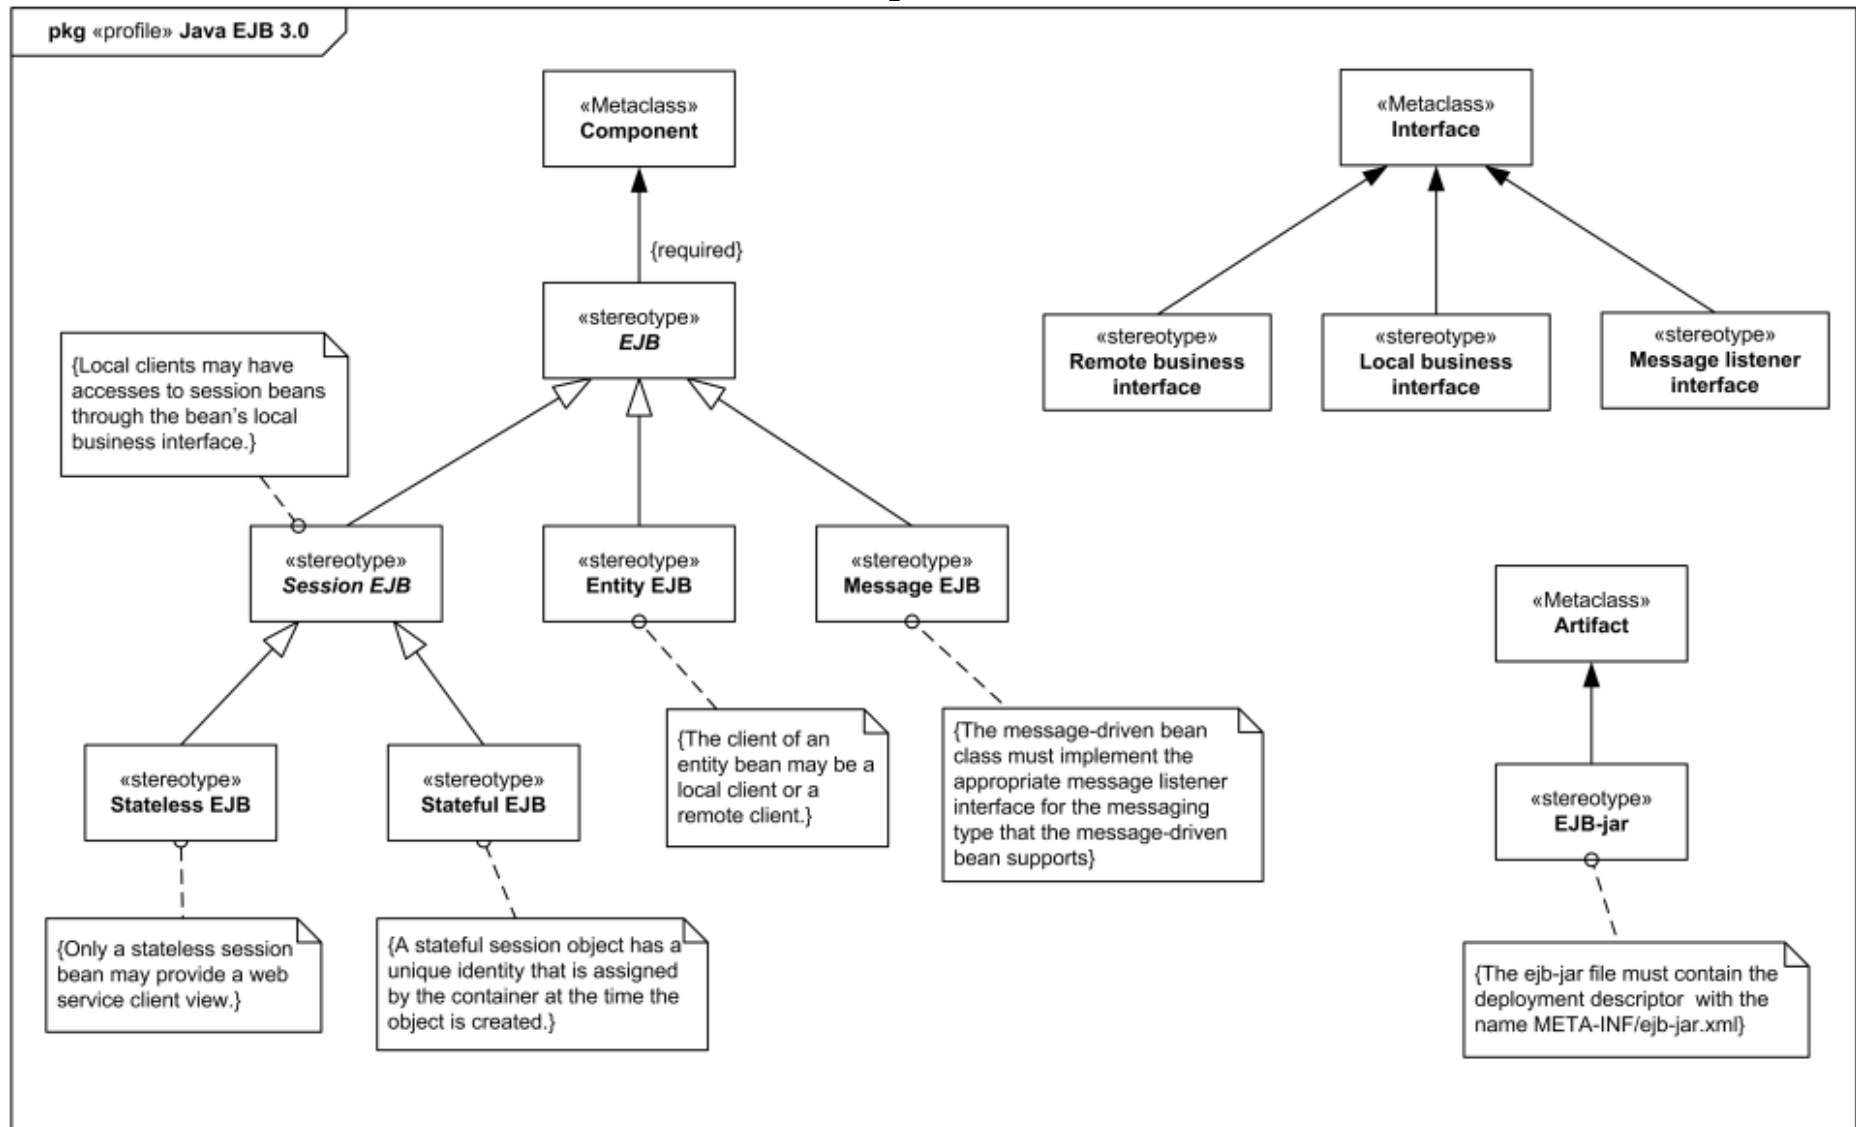 pkg «profile» Java EJB 3.0
«Metaclass»
Component
«Metaclass»
Interface
{required}
«stereotype»
EJB
«stereotype»
Remote business
interface
«stereotype»
Local business
interface
«stereotype»
Message listener
interface
{Local clients may have
accesses to session beans
through the bean's local
business interface.}
«stereotype»
Session EJB
«stereotype»
Entity EJB
«stereotype»
Message EJB
«Metaclass»
Artifact
«stereotype»
Stateless EJB
«stereotype»
Stateful EJB
{The client of an
entity bean may be a
local client or a
remote client.}
{The message-driven bean
class must implement the
appropriate message listener
interface for the messaging
type that the message-driven
bean supports}
«stereotype»
EJB-jar
{Only a stateless session
bean may provide a web
service client view.}
{A stateful session object has a
unique identity that is assigned
by the container at the time the
object is created.}
{The ejb-jar file must contain the
deployment descriptor  with the
name META-INF/ejb-jar.xml}